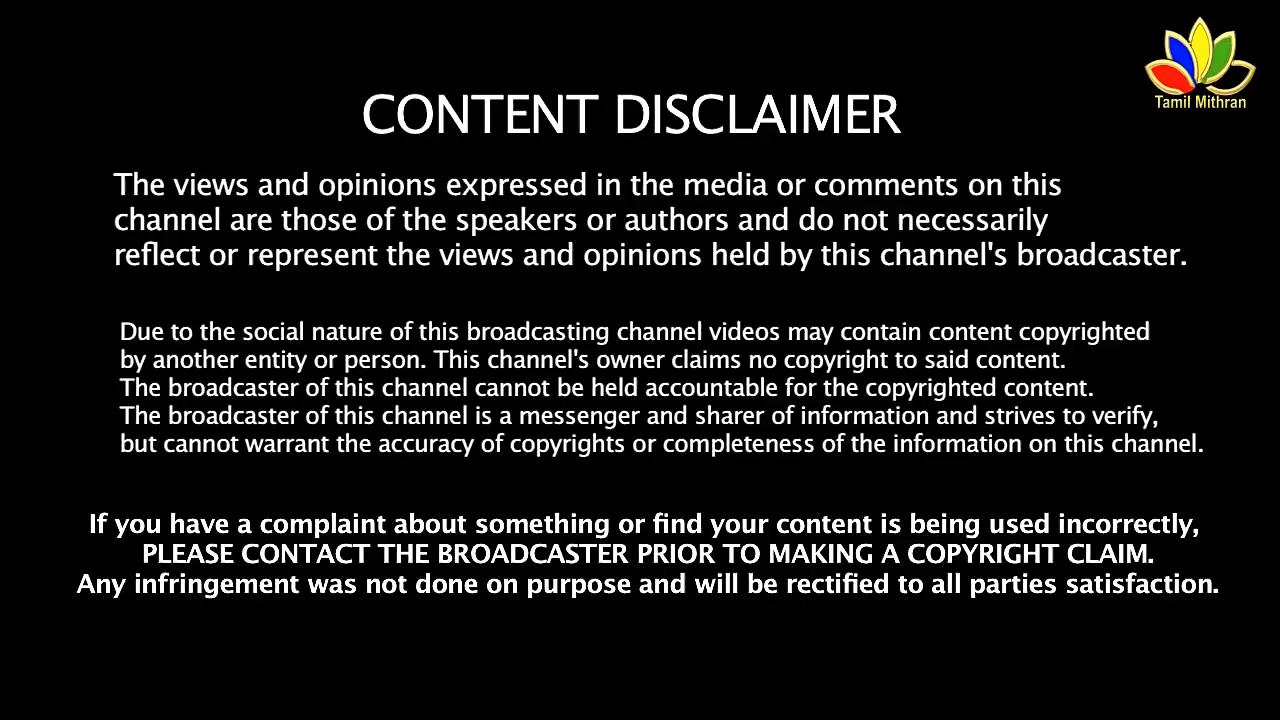 Tamil Mithran
CONTENT DISCLAIMER
The views and opinions expressed in the media or comments on this
channel are those of the speakers or authors and do not necessarily
reflect or represent the views and opinions held by this channel's broadcaster.
Due to the social nature of this broadcasting channel videos may contain content copyrighted
by another entity or person. This channel's owner claims no copyright to said content.
The broadcaster of this channel cannot be held accountable for the copyrighted content.
The broadcaster of this channel is a messenger and sharer of information and strives to verify,
but cannot warrant the accuracy of copyrights or completeness of the information on this channel.
If you have a complaint about something or find your content is being used incorrectly,
PLEASE CONTACT THE BROADCASTER PRIOR TO MAKING A COPYRIGHT CLAIM.
Any infringement was not done on purpose and will be rectified to all parties satisfaction.